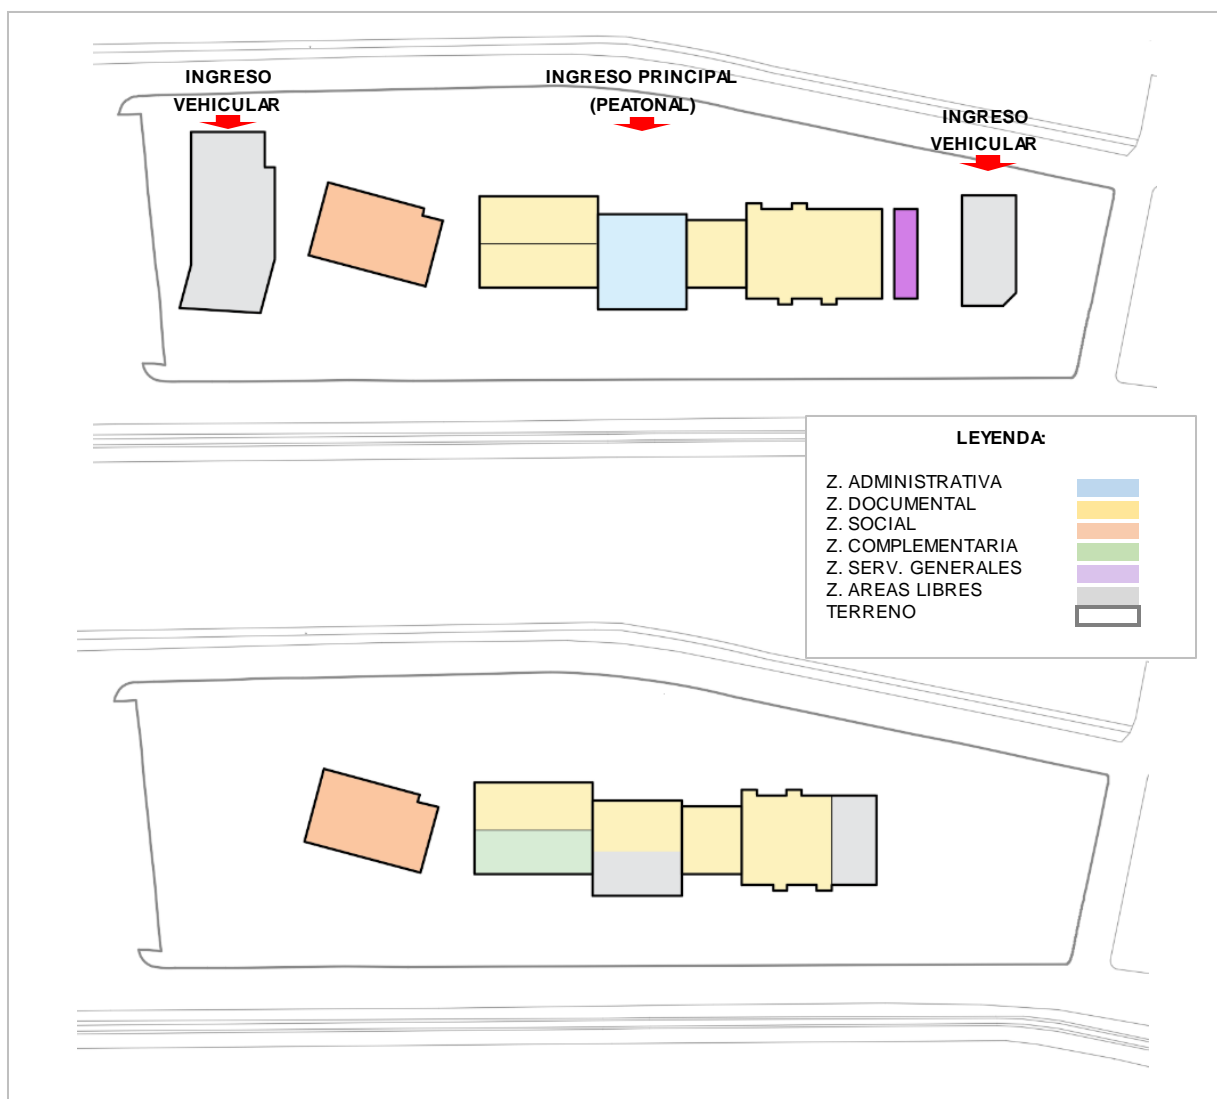 INGRESO
VEHICULAR
INGRESO PRINCIPAL
(PEATONAL)
INGRESO
VEHICULAR
LEYENDA:
Z. ADMINISTRATIVA
Z. DOCUMENTAL
Z. SOCIAL
Z. COMPLEMENTARIA
Z. SERV. GENERALES
Z. AREAS LIBRES
TERRENO